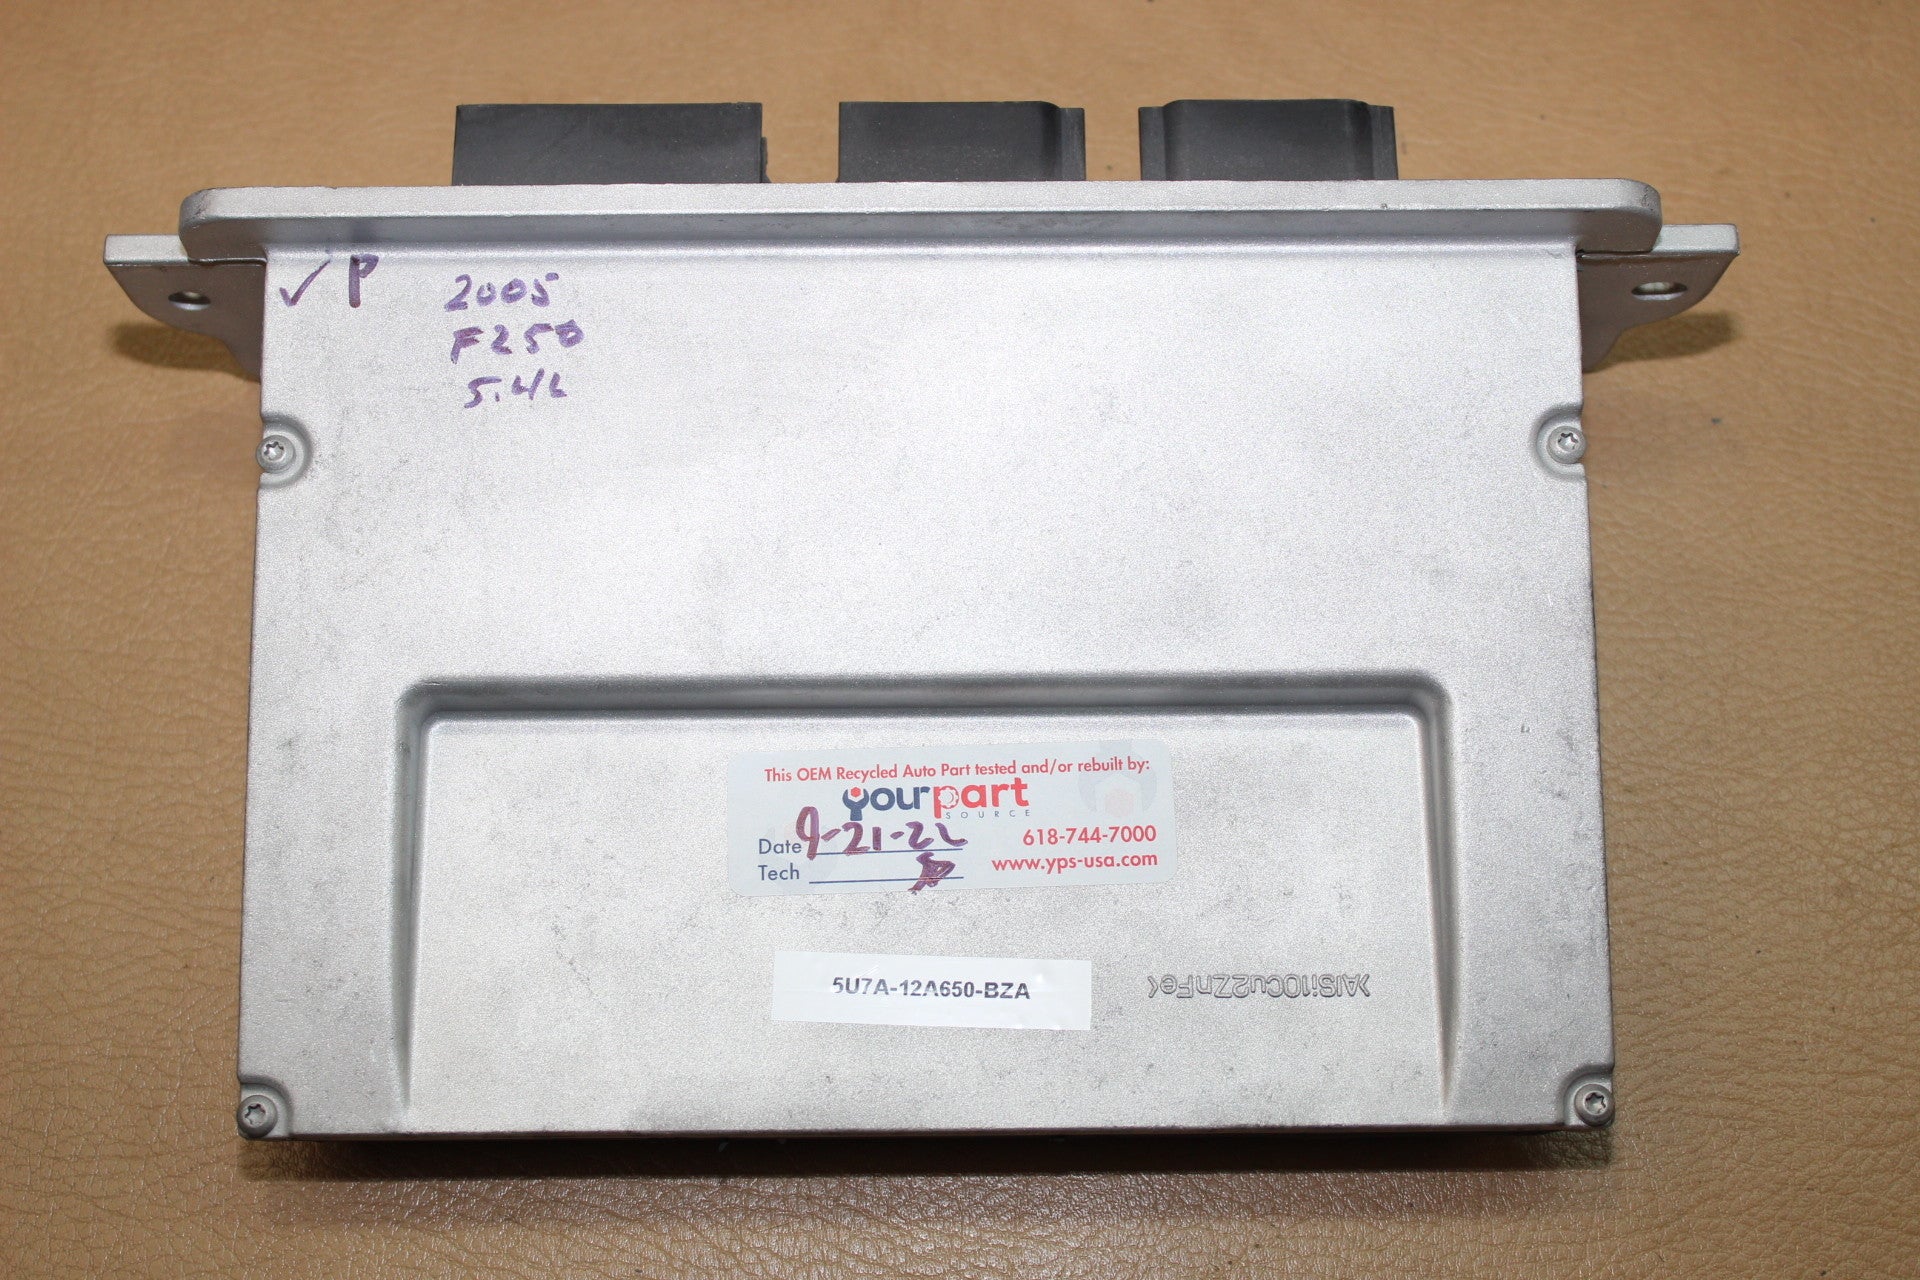 ✓ P
2005
F250
5.4L
This OEM Recycled Auto Part tested and/or rebuilt by:
yourpart
SOURCE
Date 9-21-22
618-744-7000
Tech
www.yps-usa.com
5U7A-12A650-BZA
>AlSi10Cu2ZnFe<